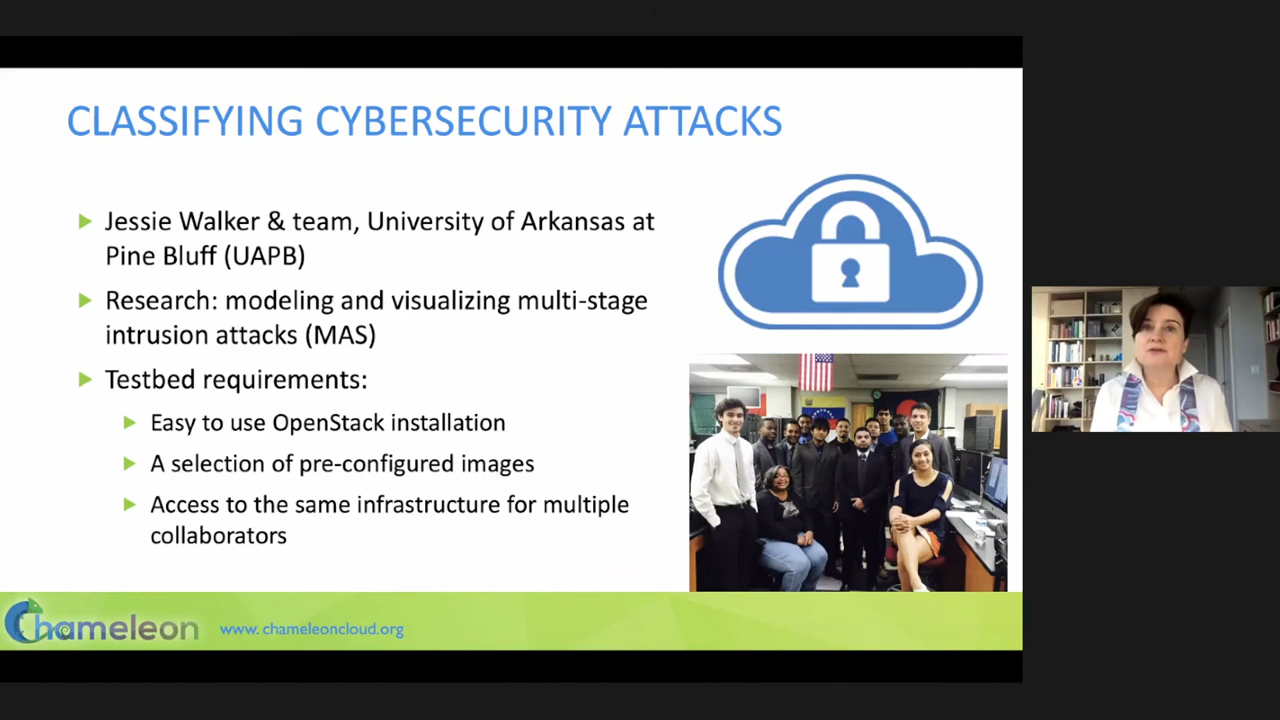 CLASSIFYING CYBERSECURITY ATTACKS
Jessie Walker & team, University of Arkansas at
Pine Bluff (UAPB)
Research: modeling and visualizing multi-stage
intrusion attacks (MAS)
Testbed requirements:
Easy to use OpenStack installation
A selection of pre-configured images
Access to the same infrastructure for multiple
collaborators
Chameleon
www. chameleoncloud.org